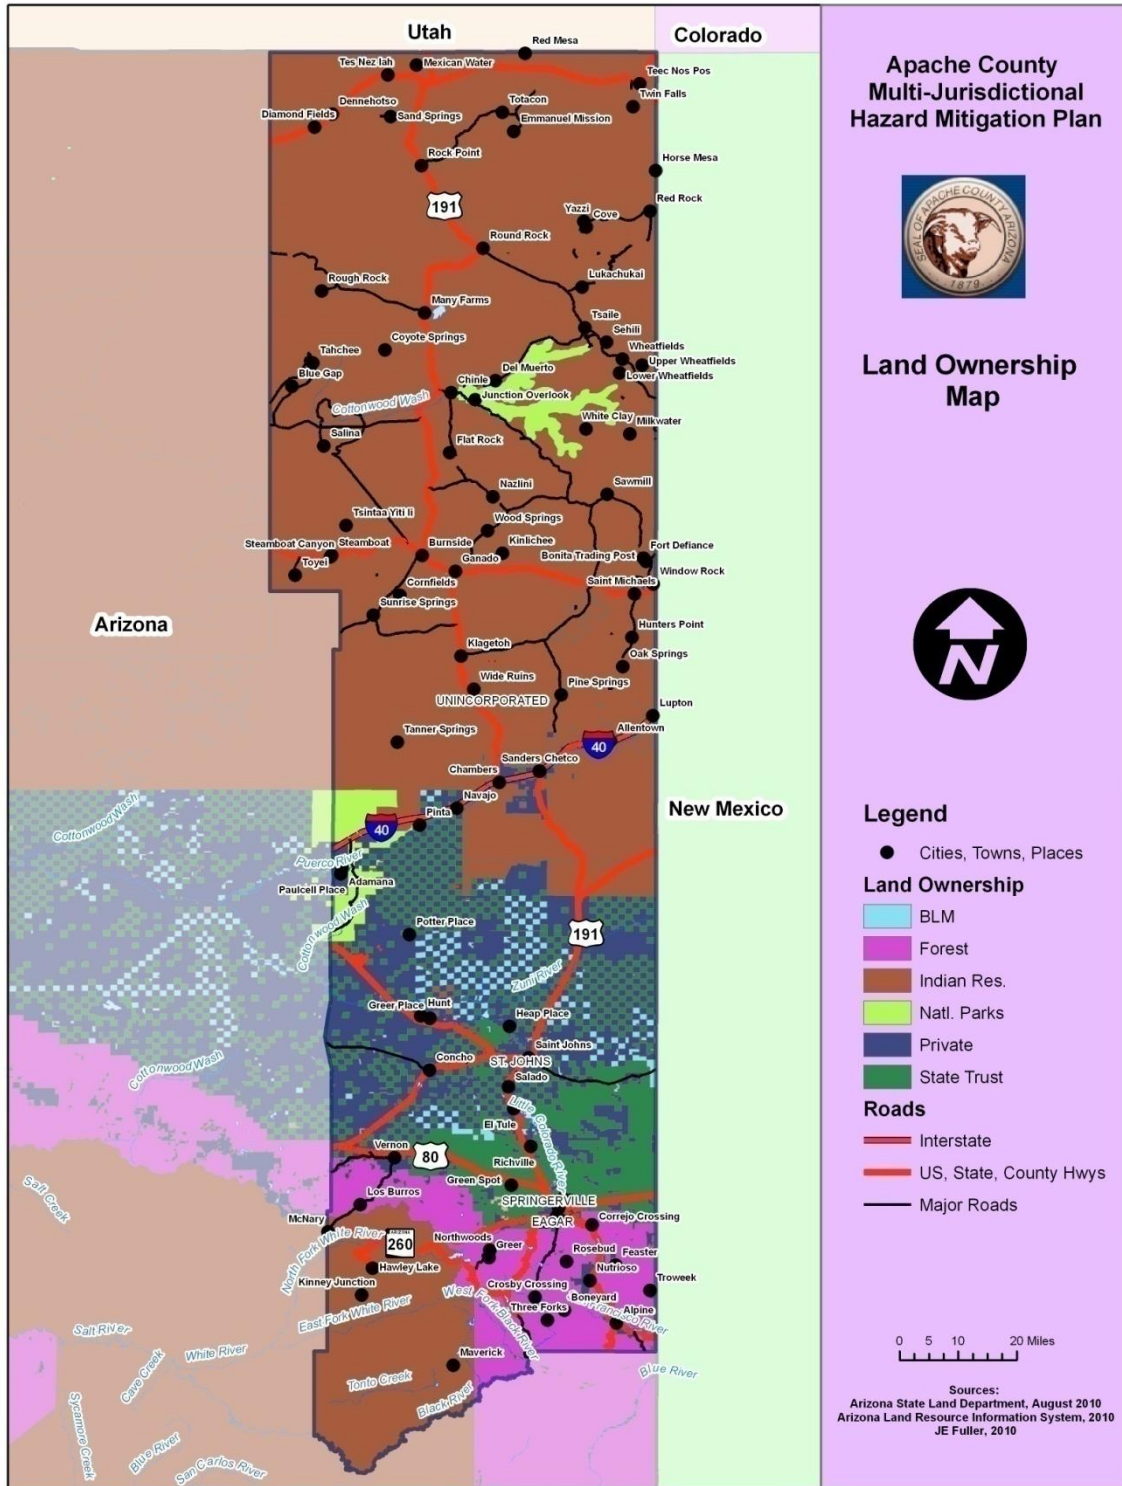 Utah
Colorado
Red Mesa
Tes Nez Iah
Mexican Water
Teec Nos Pos
Twin Falls
Dennehotso
Totacon
Diamond Fields
Sand Springs
Emmanuel Mission
Rock Point
Horse Mesa
191
Red Rock
Yazzi
Cove
Round Rock
Rough Rock
Lukachukai
Many Farms
Tsaile
Sehili
Coyote Springs
Wheatfields
Tahchee
Upper Wheatfields
Blue Gap
Del Muerto
Lower Wheatfields
Chinle
Junction Overlook
Cottonwood Wash
White Clay
Milkwater
Salina
Flat Rock
Nazlini
Sawmill
Tsintaa Yiti Ii
Wood Springs
Steamboat Canyon
Steamboat
Burnside
Kinlichee
Fort Defiance
Bonita Trading Post
Toyei
Ganado
Window Rock
Cornfields
Saint Michaels
Sunrise Springs
Arizona
Hunters Point
Klagetoh
Oak Springs
Wide Ruins
Pine Springs
UNINCORPORATED
Lupton
Tanner Springs
Allentown
40
Sanders
Chetco
Chambers
Navajo
New Mexico
Pinta
40
Cottonwood Wash
Puerco River
Adamana
Paulcell Place
Cottonwood Wash
Potter Place
191
Zuni River
Greer Place
Hunt
Heap Place
Saint Johns
ST. JOHNS
Concho
Cottonwood Wash
Salado
Little Colorado River
El Tule
Vernon
80
Richville
Green Spot
Salt Creek
Los Burros
SPRINGERVILLE
McNary
EAGAR
Correjo Crossing
North Fork White River
ARIZONA
260
Northwoods
Greer
Rosebud
Feaster
Hawley Lake
Nutrioso
Kinney Junction
Crosby Crossing
Troweek
West Fork Black River
Boneyard
East Fork White River
Three Forks
Francisco River
Alpine
Salt River
White River
Maverick
Blue River
Cave Creek
Tonto Creek
Black River
Sycamore Creek
Blue River
San Carlos River
Apache County
Multi-Jurisdictional
Hazard Mitigation Plan
SEAL OF APACHE COUNTY ARIZONA
1879
Land Ownership
Map
N
Legend
Cities, Towns, Places
Land Ownership
BLM
Forest
Indian Res.
Natl. Parks
Private
State Trust
Roads
Interstate
US, State, County Hwys
Major Roads
0 5 10 20 Miles
Sources:
Arizona State Land Department, August 2010
Arizona Land Resource Information System, 2010
JE Fuller, 2010